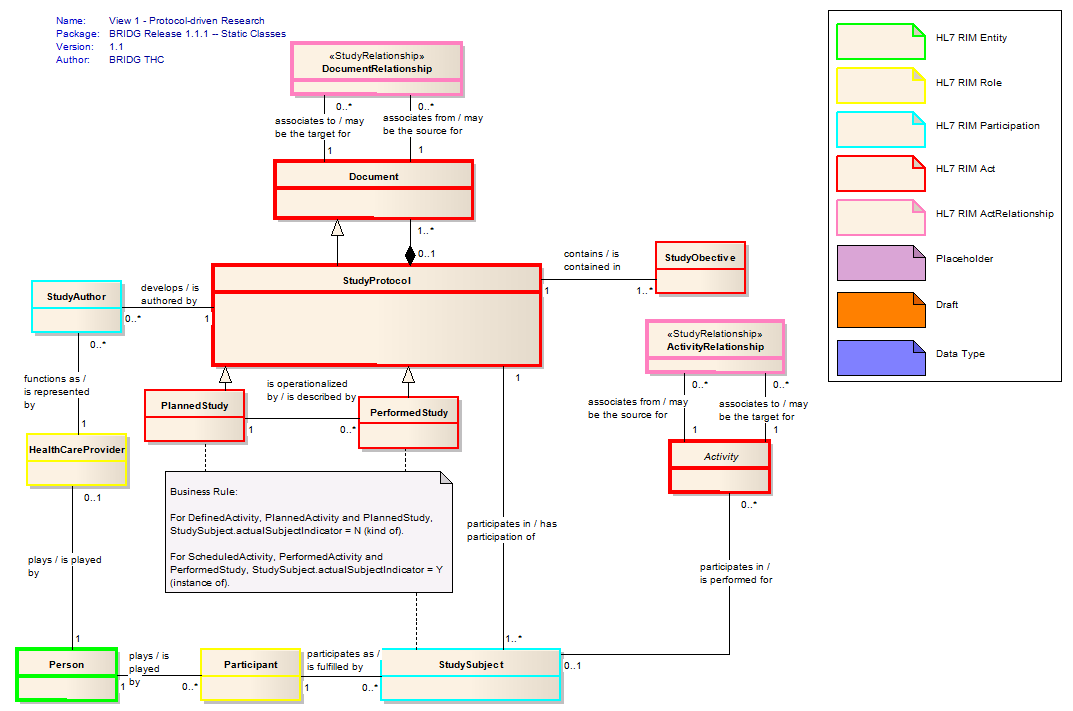 Name: View 1 - Protocol-driven Research
Package: BRIDG Release 1.1.1 -- Static Classes
Version: 1.1
Author: BRIDG THC
«StudyRelationship»
DocumentRelationship
0..*
0..*
associates to / may
be the target for
associates from / may
be the source for
1
1
Document
1..*
0..1
StudyProtocol
contains / is
contained in
1
1..*
StudyObective
StudyAuthor
develops / is
authored by
0..*
1
0..*
«StudyRelationship»
ActivityRelationship
0..*
0..*
associates from / may
be the source for
associates to / may
be the target for
1
1
Activity
0..*
functions as /
is represented
by
1
PlannedStudy
is operationalized
by / is described by
1
0..*
PerformedStudy
1
HealthCareProvider
0..1
Business Rule:
For DefinedActivity, PlannedActivity and PlannedStudy,
StudySubject.actualSubjectIndicator = N (kind of).
For ScheduledActivity, PerformedActivity and
PerformedStudy, StudySubject.actualSubjectIndicator = Y
(instance of).
participates in / has
participation of
plays / is played
by
participates in /
is performed for
1
1..*
Person
plays / is
played
by
1
0..*
Participant
participates as /
is fulfilled by
1
0..*
StudySubject
0..1
HL7 RIM Entity
HL7 RIM Role
HL7 RIM Participation
HL7 RIM Act
HL7 RIM ActRelationship
Placeholder
Draft
Data Type